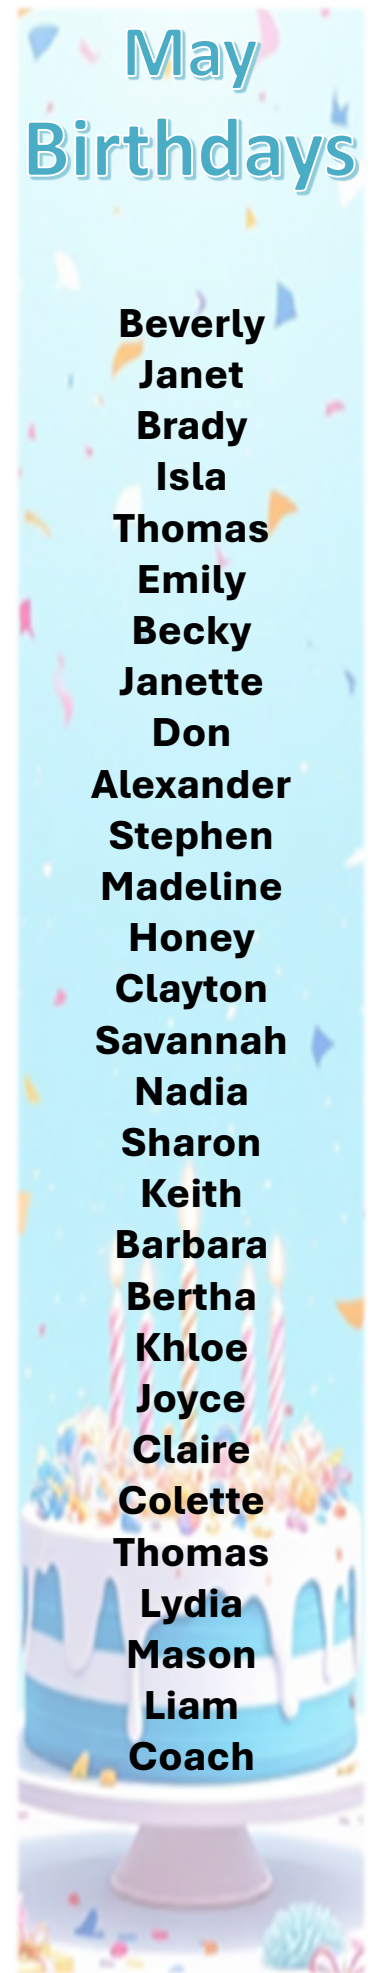 May
Birthdays
Beverly
Janet
Brady
Isla
Thomas
Emily
Becky
Janette
Don
Alexander
Stephen
Madeline
Honey
Clayton
Savannah
Nadia
Sharon
Keith
Barbara
Bertha
Khloe
Joyce
Claire
Colette
Thomas
Lydia
Mason
Liam
Coach